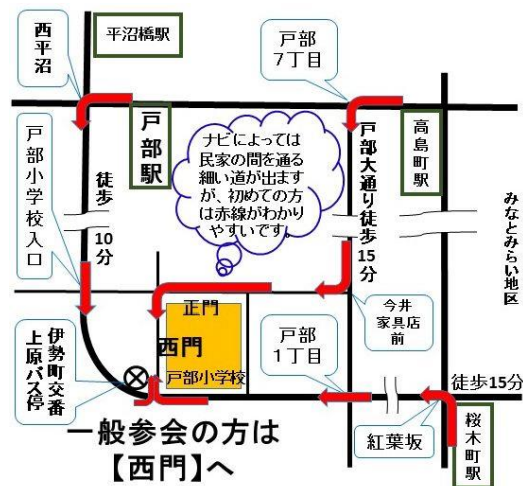 平沼橋駅
西平沼
戸部
7丁目
戸部駅
高島町駅
ナビによっては
民家の間を通る
細い道が出ます
が、初めての方
は赤線がわかり
やすいです。
戸部小学校入口
徒歩
10分
戸部大通り徒歩
15分
みなとみらい地区
正門
西門
戸部小学校
今井
家具店
前
伊勢町交番
上原バス停
戸部
1丁目
徒歩15分
紅葉坂
桜木町駅
一般参会の方は
【西門】へ